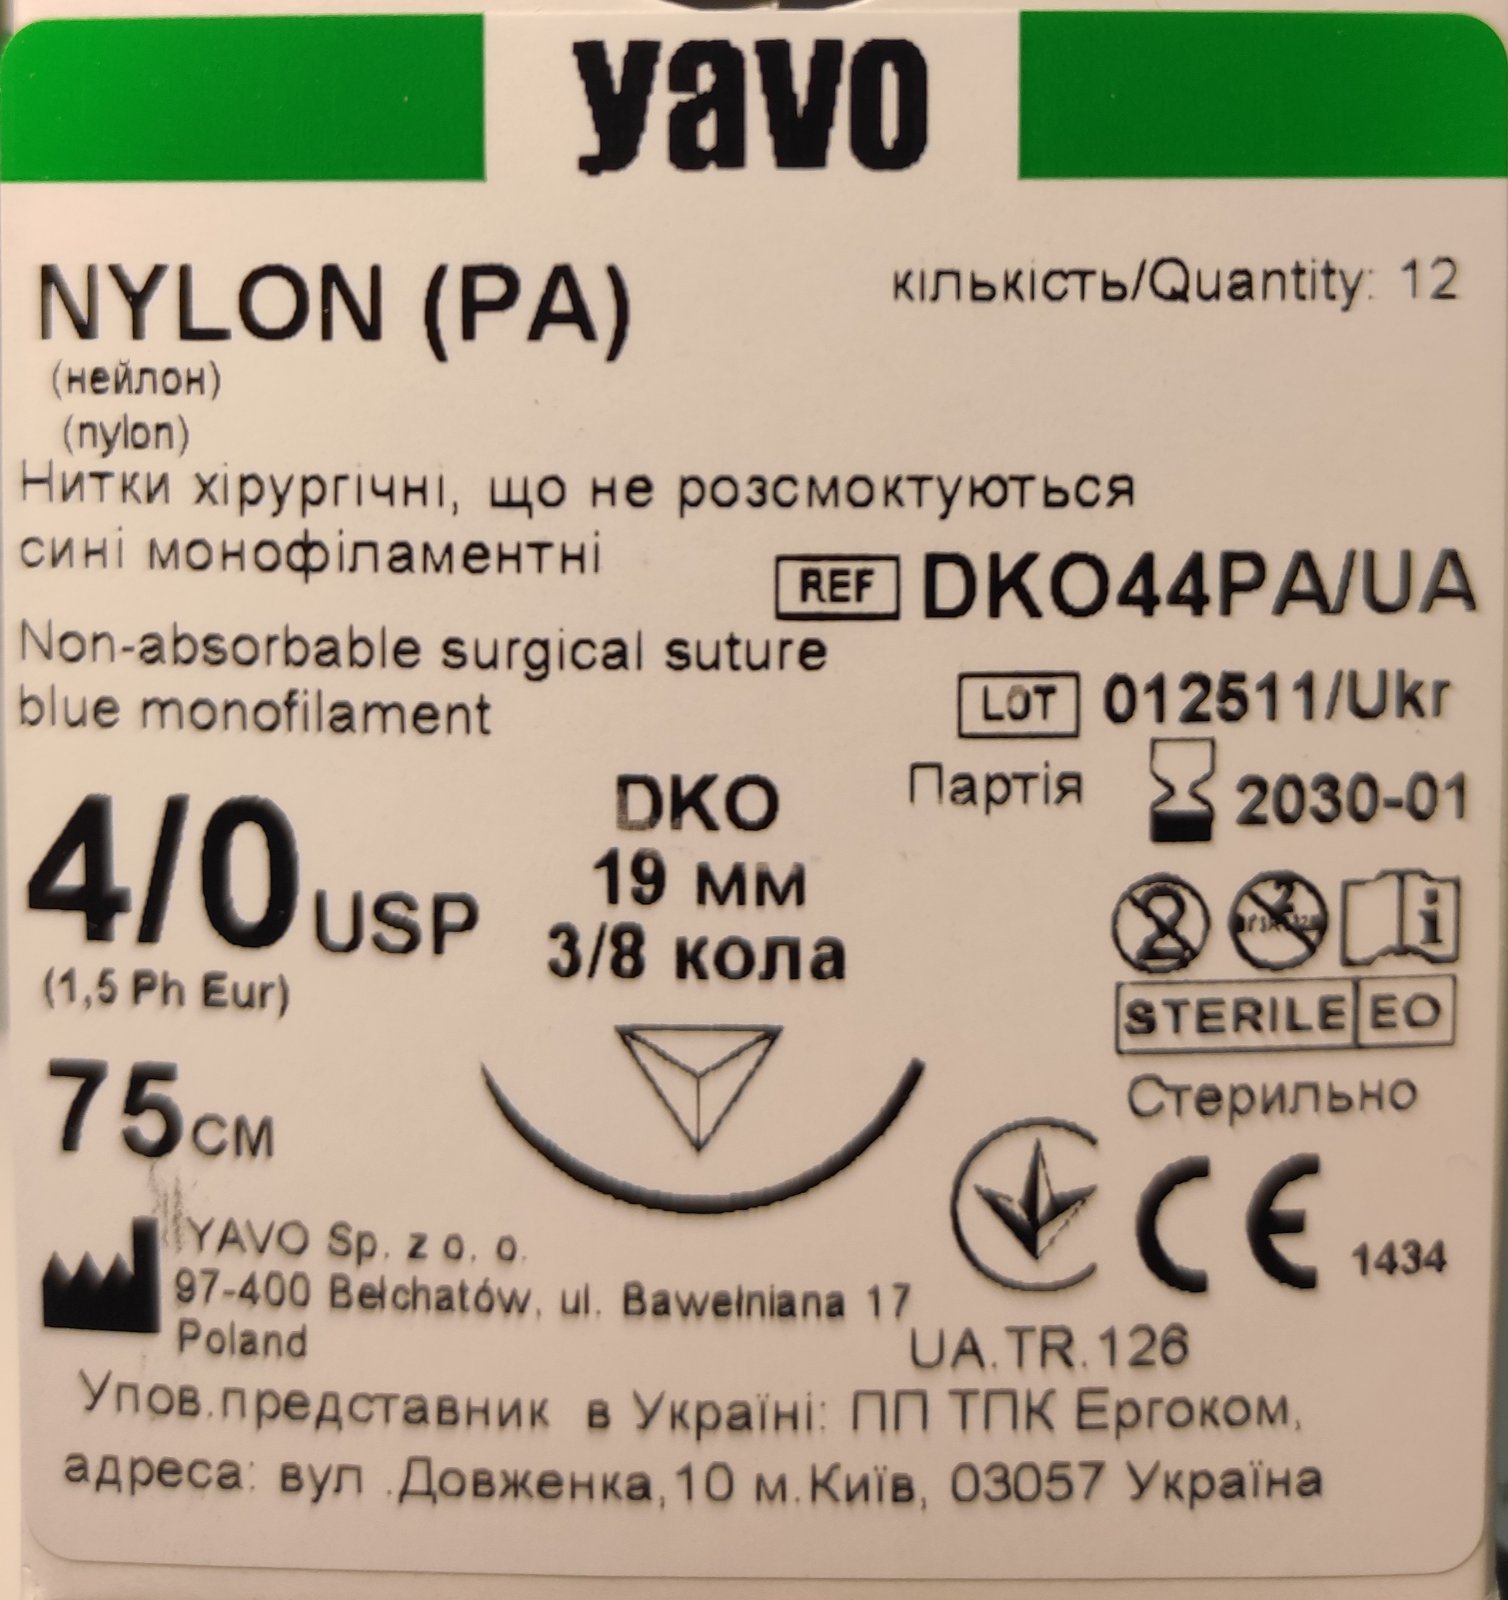 yavo
NYLON (PA)
кількість/Quantity: 12
(нейлон)
(nylon)
Нитки хірургічні, що не розсмоктуються
сині монофіламентні
REF DKO44PA/UA
Non-absorbable surgical suture
blue monofilament
LOT 012511/Ukr
Партія
2030-01
4/0 USP
(1,5 Ph Eur)
DKO
19 мм
3/8 кола
2
2
i
STERILE EO
Стерильно
75 СМ
CE 1434
YAVO Sp. z o. o.
97-400 Bełchatów, ul. Bawełniana 17
Poland
UA.TR.126
Упов.представник в Україні: ПП ТПК Ергоком,
адреса: вул .Довженка,10 м.Київ, 03057 Україна